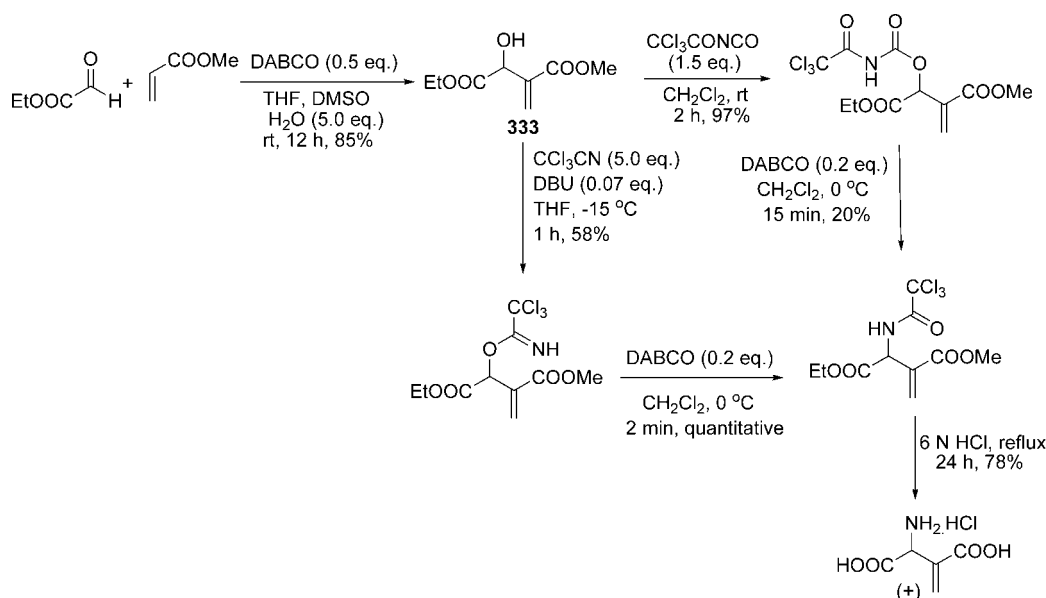 O
EtOOC
H
+
COOMe
DABCO (0.5 eq.)
THF, DMSO
H2O (5.0 eq.)
rt, 12 h, 85%
OH
EtOOC
COOMe
333
CCl3CONCO
(1.5 eq.)
CH2Cl2, rt
2 h, 97%
O
O
Cl3C
N
H
O
EtOOC
COOMe
CCl3CN (5.0 eq.)
DBU (0.07 eq.)
THF, -15 °C
1 h, 58%
DABCO (0.2 eq.)
CH2Cl2, 0 °C
15 min, 20%
CCl3
O
NH
EtOOC
COOMe
DABCO (0.2 eq.)
CH2Cl2, 0 °C
2 min, quantitative
CCl3
HN
O
EtOOC
COOMe
6 N HCl, reflux
24 h, 78%
NH2.HCl
HOOC
COOH
(+)